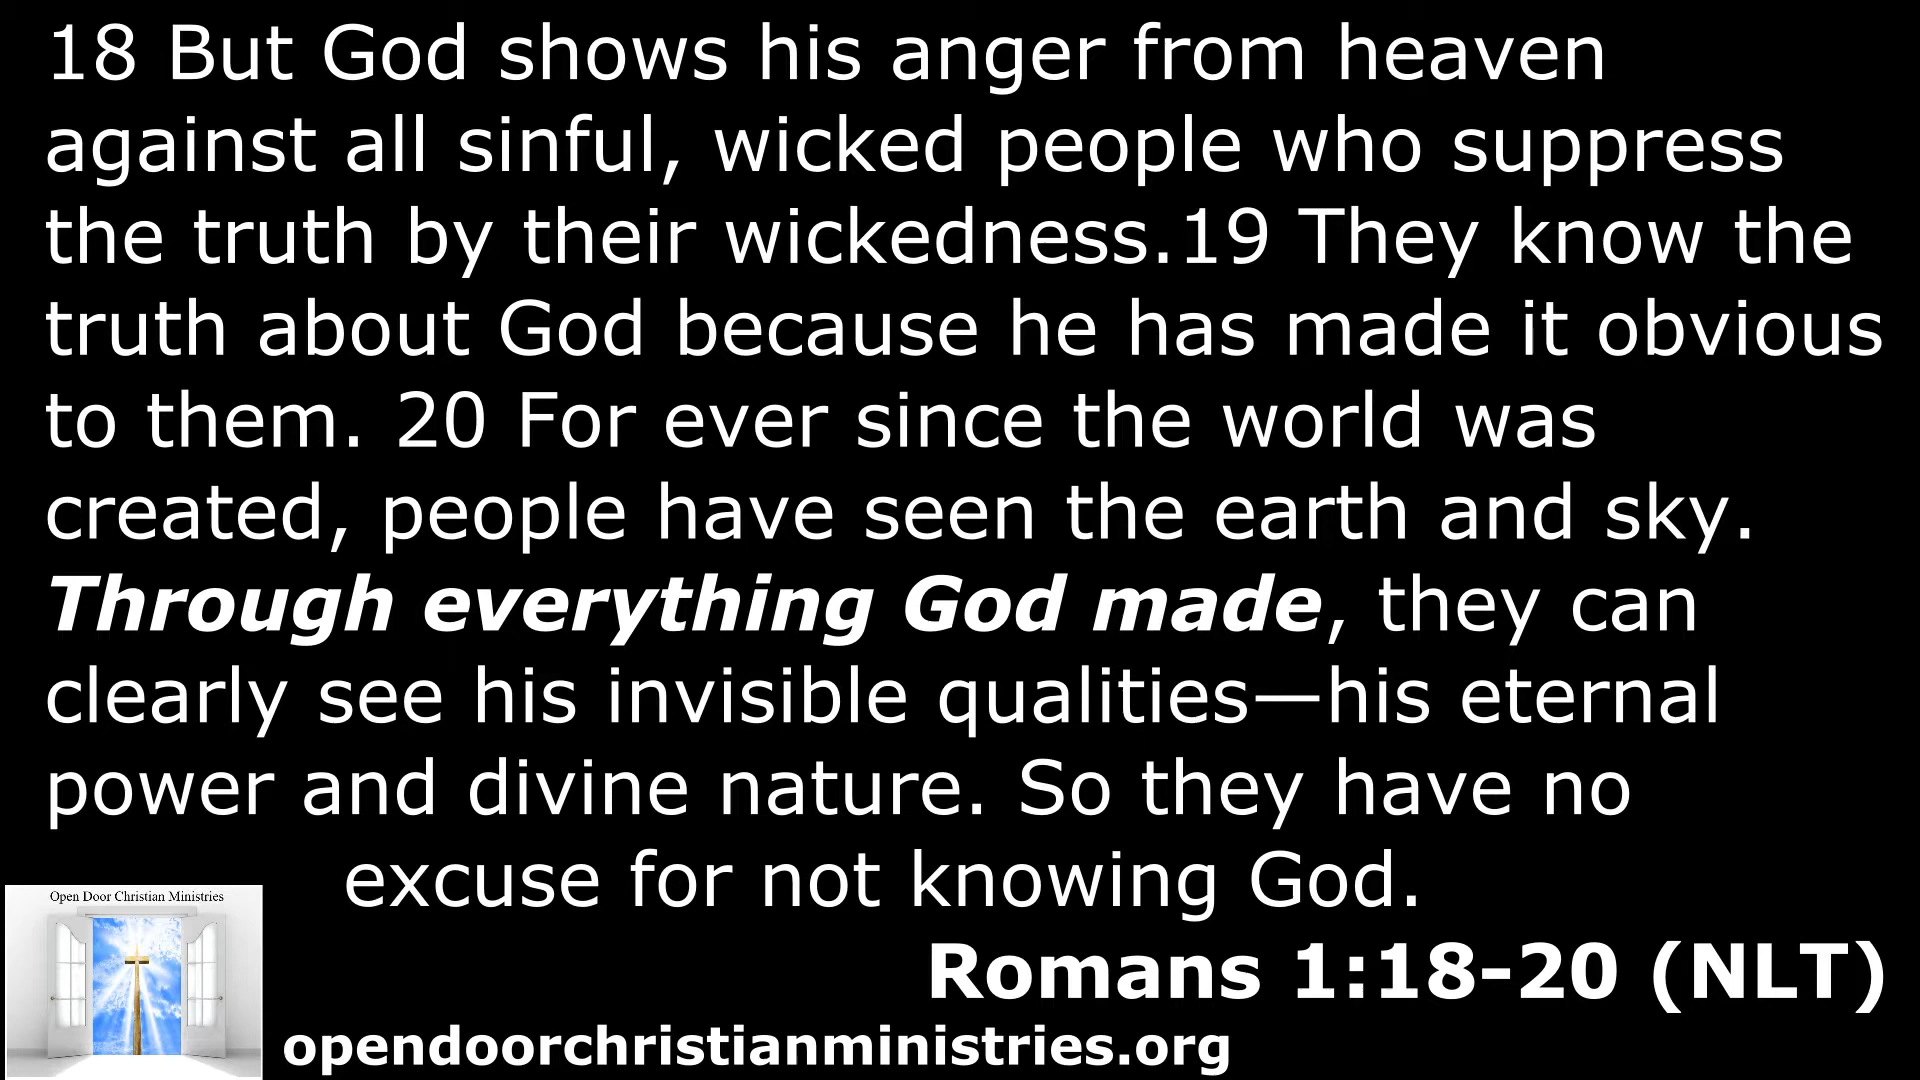 18 But God shows his anger from heaven
against all sinful, wicked people who suppress
the truth by their wickedness.19 They know the
truth about God because he has made it obvious
to them. 20 For ever since the world was
created, people have seen the earth and sky.
Through everything God made, they can
clearly see his invisible qualities—his eternal
power and divine nature. So they have no
excuse for not knowing God.
Romans 1:18-20 (NLT)
Open Door Christian Ministries
opendoorchristianministries.org